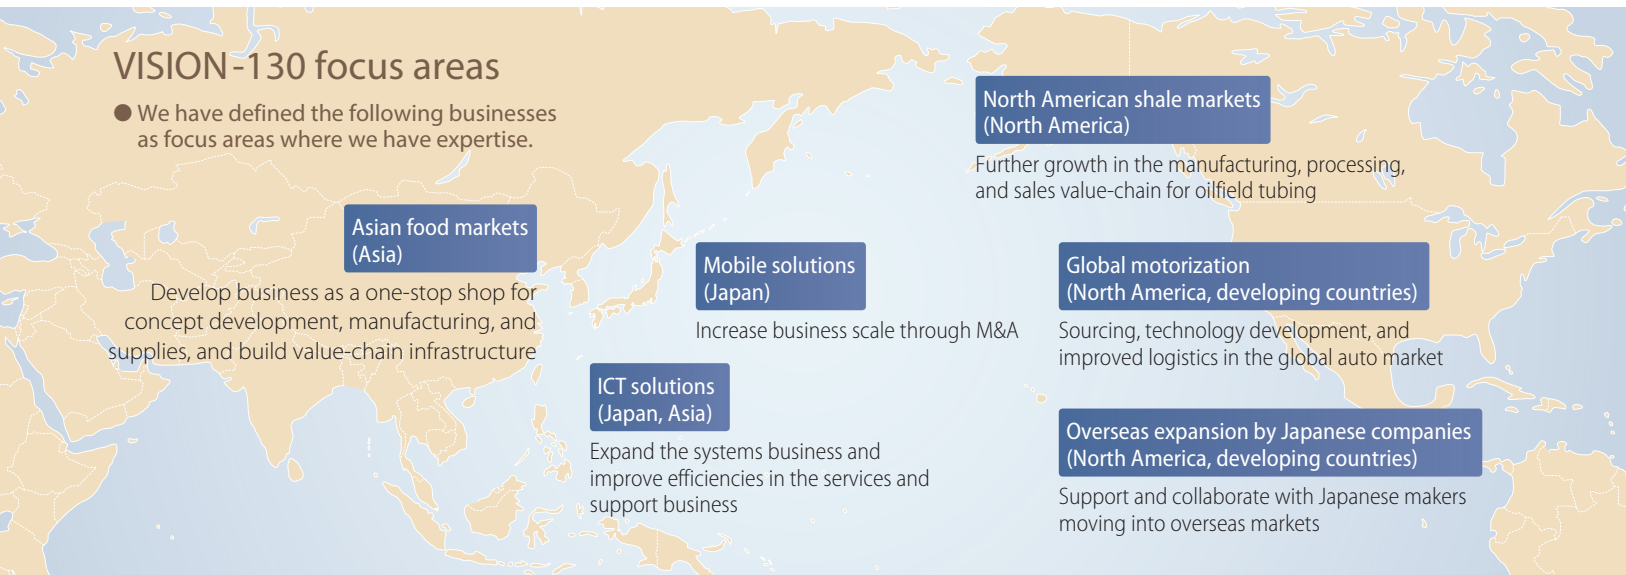 VISION-130 focus areas
● We have defined the following businesses
as focus areas where we have expertise.
Asian food markets
(Asia)
Develop business as a one-stop shop for
concept development, manufacturing, and
supplies, and build value-chain infrastructure
Mobile solutions
(Japan)
Increase business scale through M&A
ICT solutions
(Japan, Asia)
Expand the systems business and
improve efficiencies in the services and
support business
North American shale markets
(North America)
Further growth in the manufacturing, processing,
and sales value-chain for oilfield tubing
Global motorization
(North America, developing countries)
Sourcing, technology development, and
improved logistics in the global auto market
Overseas expansion by Japanese companies
(North America, developing countries)
Support and collaborate with Japanese makers
moving into overseas markets